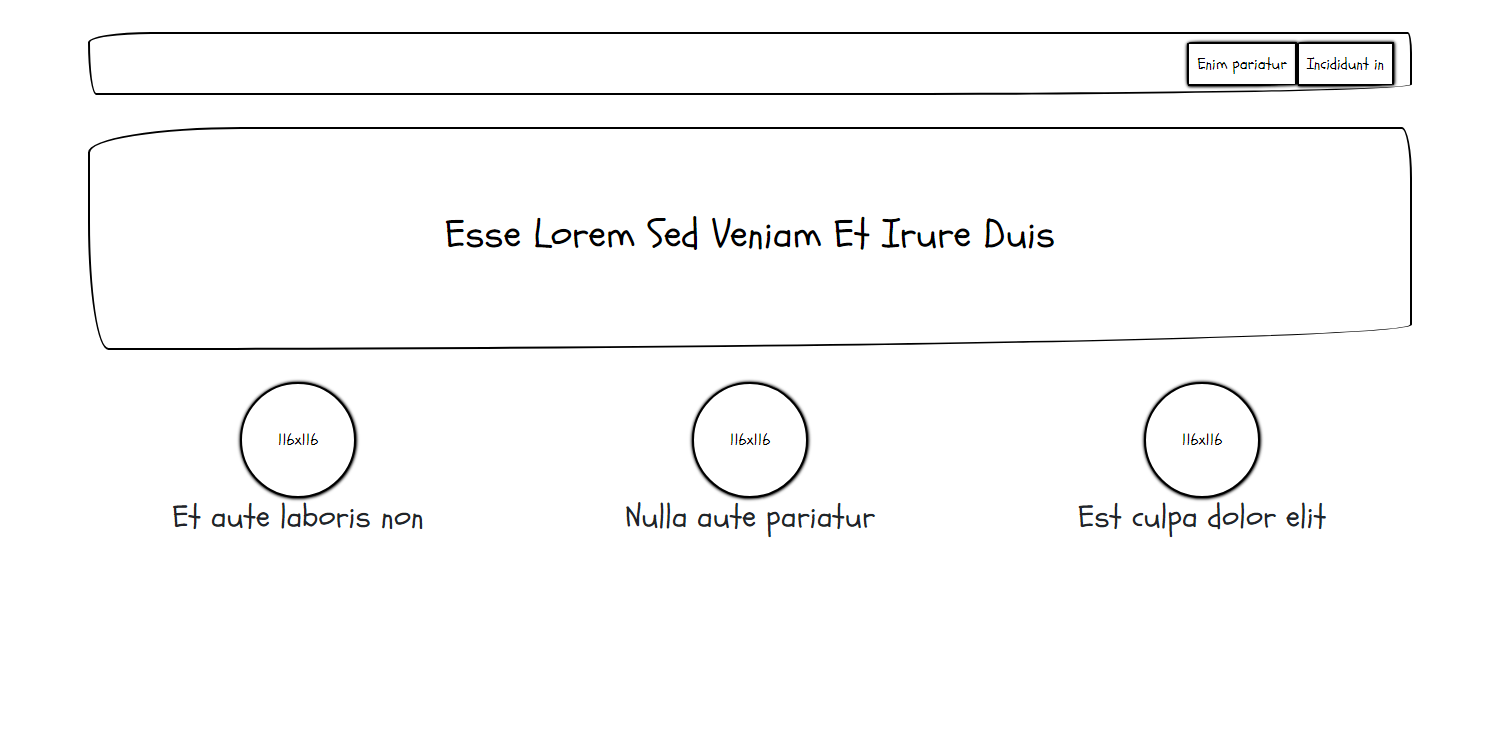 Enim pariatur Incididunt in
Esse Lorem Sed Veniam Et Irure Duis
116x116 116x116 116x116
Et aute laboris non Nulla aute pariatur Est culpa dolor elit